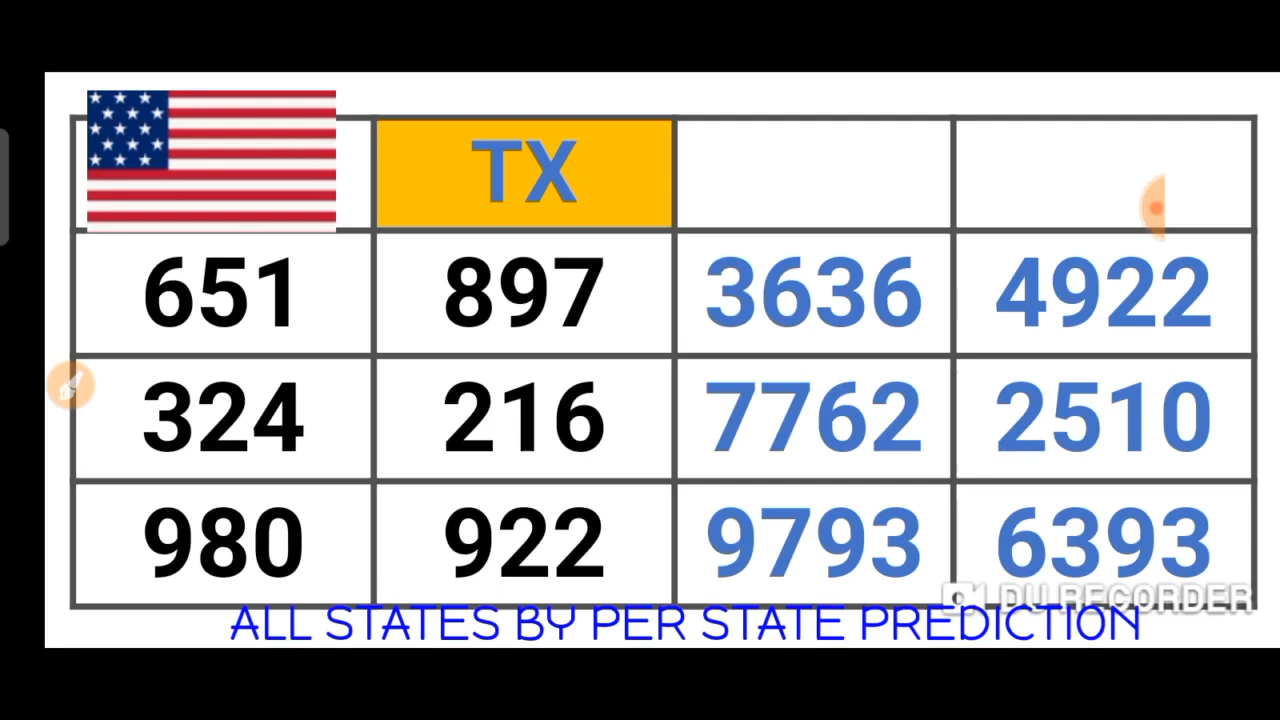 TX
651 897 3636 4922
324 216 7762 2510
980 922 9793 6393
DU RECORDER
ALL STATES BY PER STATE PREDICTION